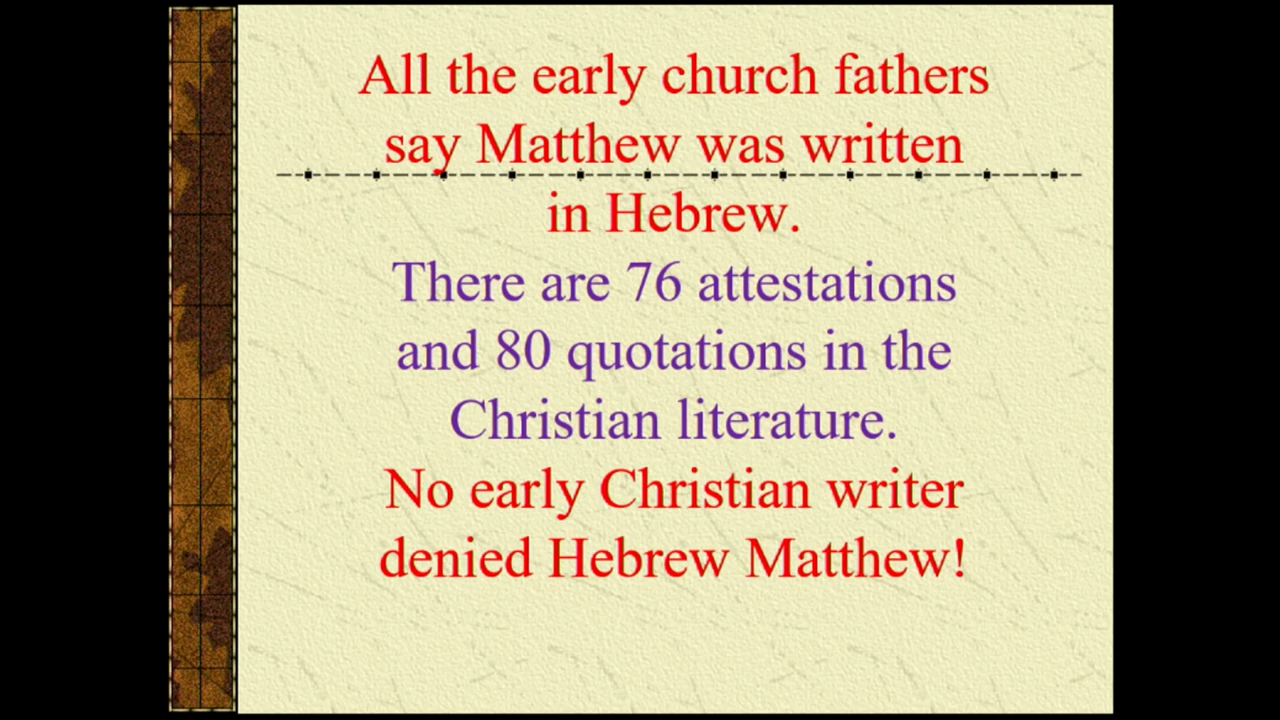 All the early church fathers
say Matthew was written
in Hebrew.
There are 76 attestations
and 80 quotations in the
Christian literature.
No early Christian writer
denied Hebrew Matthew!